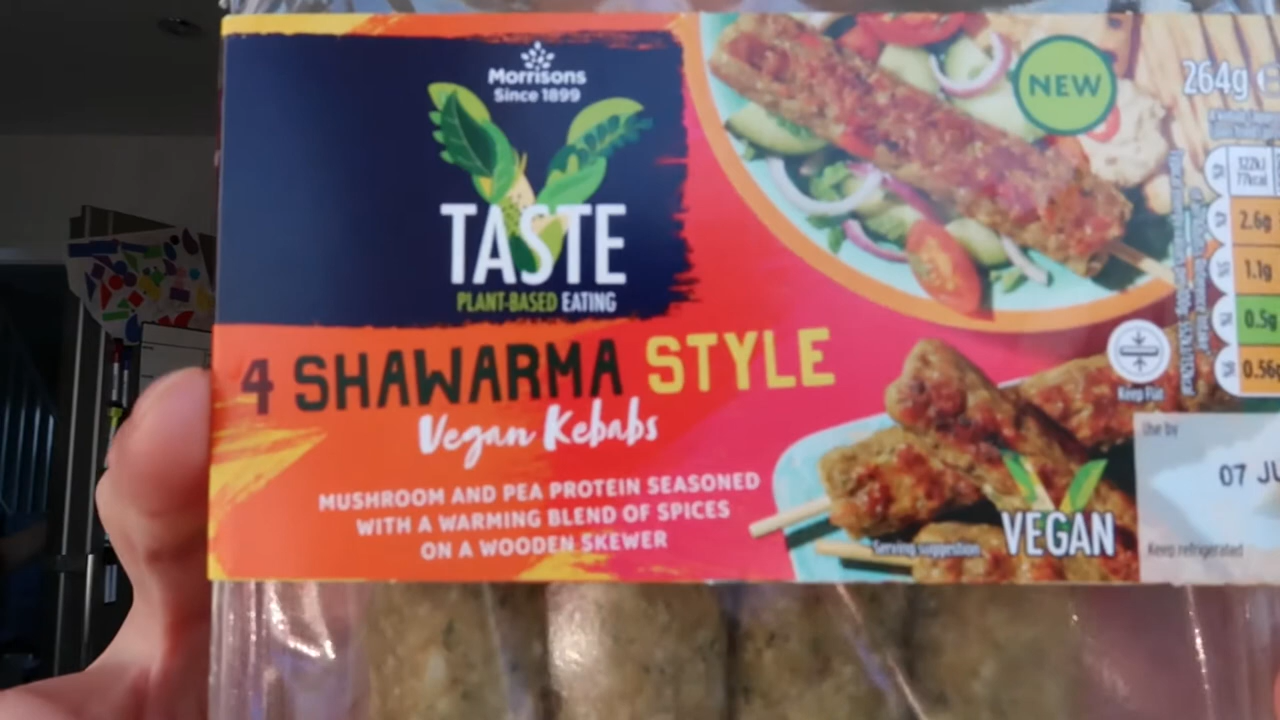 Morrisons
Since 1899
TASTE
PLANT-BASED EATING
4 SHAWARMA STYLE
Vegan Kebabs
MUSHROOM AND PEA PROTEIN SEASONED
WITH A WARMING BLEND OF SPICES
ON A WOODEN SKEWER
NEW
264g
122kJ
77kcal
2.6g
1.1g
0.5g
0.56g
Keep Flat
Use by
07 JU
Keep refrigerated
VEGAN
Serving suggestion